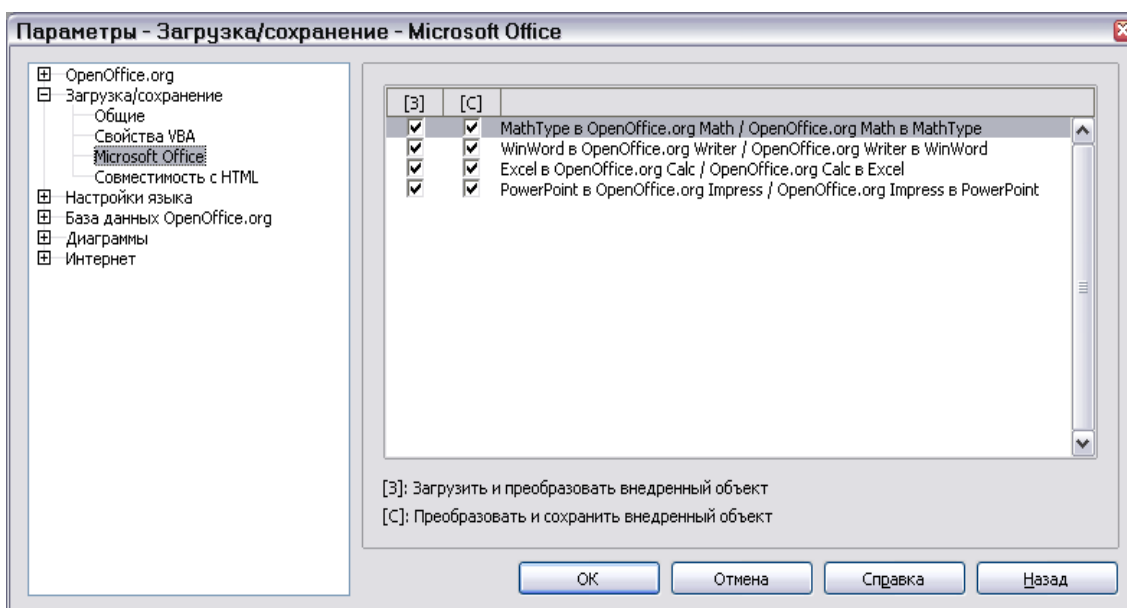 Параметры - Загрузка/сохранение - Microsoft Office
OpenOffice.org
Загрузка/сохранение
Общие
Свойства VBA
Microsoft Office
Совместимость с HTML
Настройки языка
База данных OpenOffice.org
Диаграммы
Интернет
[З] [С]
MathType в OpenOffice.org Math / OpenOffice.org Math в MathType
WinWord в OpenOffice.org Writer / OpenOffice.org Writer в WinWord
Excel в OpenOffice.org Calc / OpenOffice.org Calc в Excel
PowerPoint в OpenOffice.org Impress / OpenOffice.org Impress в PowerPoint
[З]: Загрузить и преобразовать внедренный объект
[С]: Преобразовать и сохранить внедренный объект
ОК Отмена Справка Назад